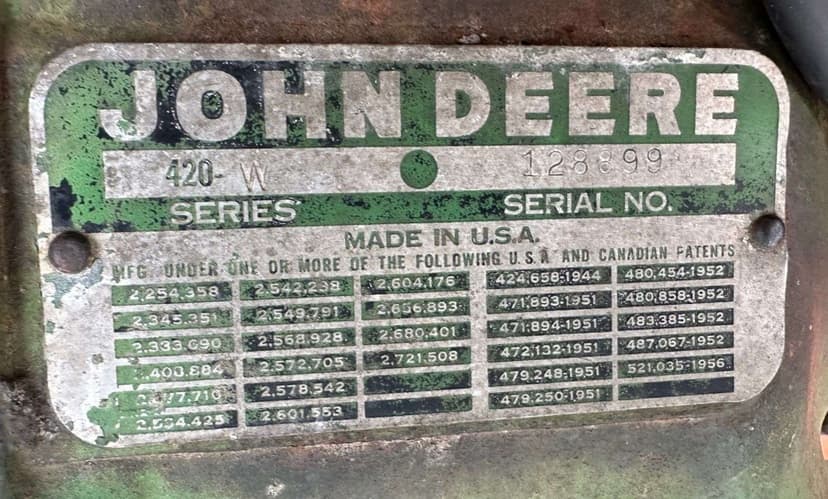 JOHN DEERE
420-W 128899
SERIES SERIAL NO.
MADE IN U.S.A.
MFG. UNDER ONE OR MORE OF THE FOLLOWING U.S.A. AND CANADIAN PATENTS
2,254,358 2,542,238 2,604,176 424,658-1944 480,454-1952
2,345,351 2,549,791 2,656,893 471,893-1951 480,858-1952
2,333,690 2,568,928 2,680,401 471,894-1951 483,385-1952
2,572,705 2,721,508 472,132-1951 487,067-1952
2,578,542 479,248-1951 521,035-1956
2,601,553 479,250-1951